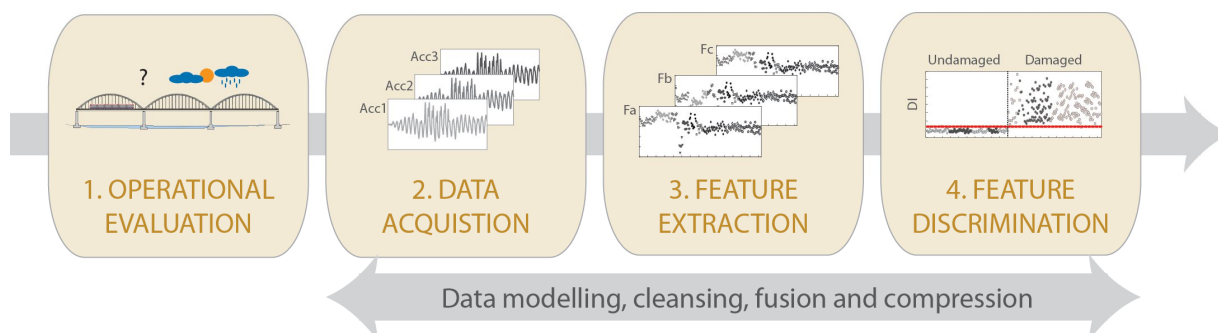 ?
1. OPERATIONAL
EVALUATION
Acc3
Acc2
Acc1
2. DATA
ACQUISTION
Fc
Fb
Fa
3. FEATURE
EXTRACTION
Undamaged Damaged
DI
4. FEATURE
DISCRIMINATION
Data modelling, cleansing, fusion and compression